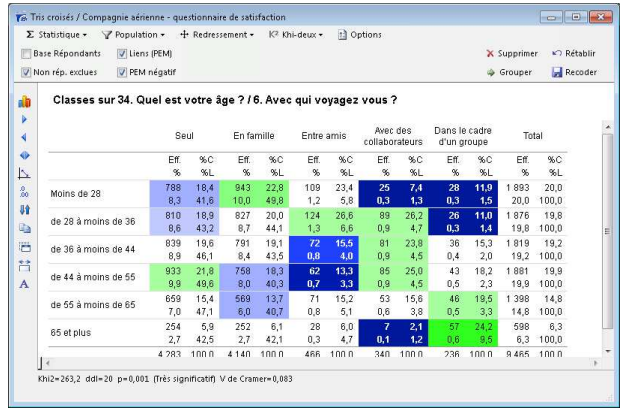 Tris croisés / Compagnie aérienne - questionnaire de satisfaction
Σ Statistique Population Redressement K² Khi-deux Options
Base Répondants Liens (PEM) Supprimer Rétablir
Non rép. exclues PEM négatif Grouper Recoder
Classes sur 34. Quel est votre âge ? / 6. Avec qui voyagez vous ?
Seul En famille Entre amis Avec des collaborateurs Dans le cadre d'un groupe Total
Eff. %C Eff. %C Eff. %C Eff. %C Eff. %C Eff. %C
% %L % %L % %L % %L % %L % %L
Moins de 28 788 18,4 943 22,8 109 23,4 25 7,4 28 11,9 1 893 20,0
8,3 41,6 10,0 49,8 1,2 5,8 0,3 1,3 0,3 1,5 20,0 100,0
de 28 à moins de 36 810 18,9 827 20,0 124 26,6 89 26,2 26 11,0 1 876 19,8
8,6 43,2 8,7 44,1 1,3 6,6 0,9 4,7 0,3 1,4 19,8 100,0
de 36 à moins de 44 839 19,6 791 19,1 72 15,5 81 23,8 36 15,3 1 819 19,2
8,9 46,1 8,4 43,5 0,8 4,0 0,9 4,5 0,4 2,0 19,2 100,0
de 44 à moins de 55 933 21,8 758 18,3 62 13,3 85 25,0 43 18,2 1 881 19,9
9,9 49,6 8,0 40,3 0,7 3,3 0,9 4,5 0,5 2,3 19,9 100,0
de 55 à moins de 65 659 15,4 569 13,7 71 15,2 53 15,6 46 19,5 1 398 14,8
7,0 47,1 6,0 40,7 0,8 5,1 0,6 3,8 0,5 3,3 14,8 100,0
65 et plus 254 5,9 252 6,1 28 6,0 7 2,1 57 24,2 598 6,3
2,7 42,5 2,7 42,1 0,3 4,7 0,1 1,2 0,6 9,5 6,3 100,0
4 283 100,0 4 140 100,0 466 100,0 340 100,0 236 100,0 9 465 100,0
Khi2=263,2 ddl=20 p=0,001 (Très significatif) V de Cramer=0,083